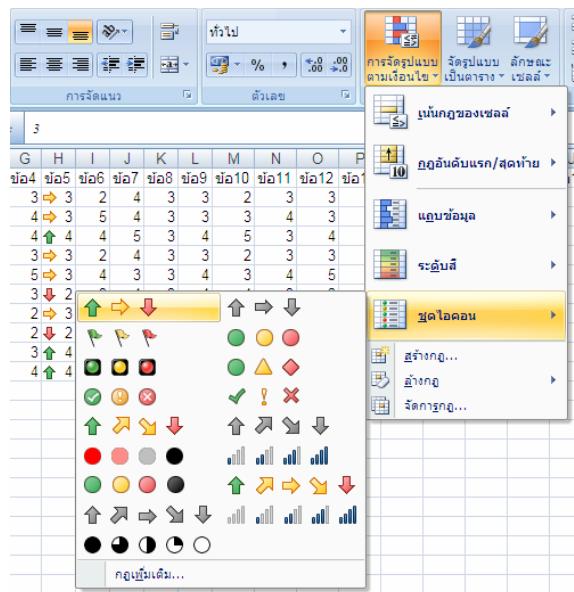 ทั่วไป
% ,
.0 .00
.00 .0
การจัดรูปแบบตามเงื่อนไข
จัดรูปแบบเป็นตาราง
ลักษณะเซลล์
การจัดแนว
ตัวเลข
3
G H I J K L M N O P
ข้อ4 ข้อ5 ข้อ6 ข้อ7 ข้อ8 ข้อ9 ข้อ10 ข้อ11 ข้อ12
3 3 2 4 3 3 2 3 3
4 3 5 4 3 3 3 4 3
4 4 4 5 3 4 5 3 4
3 3 2 4 3 3 2 3 3
5 3 4 3 3 4 3 4 5
3 2
2 3
2 2
3 4
4 4
เน้นกฎของเซลล์
10 กฎอันดับแรก/สุดท้าย
แถบข้อมูล
ระดับสี
ชุดไอคอน
สร้างกฎ...
ล้างกฎ
จัดการกฎ...
กฎเพิ่มเติม...